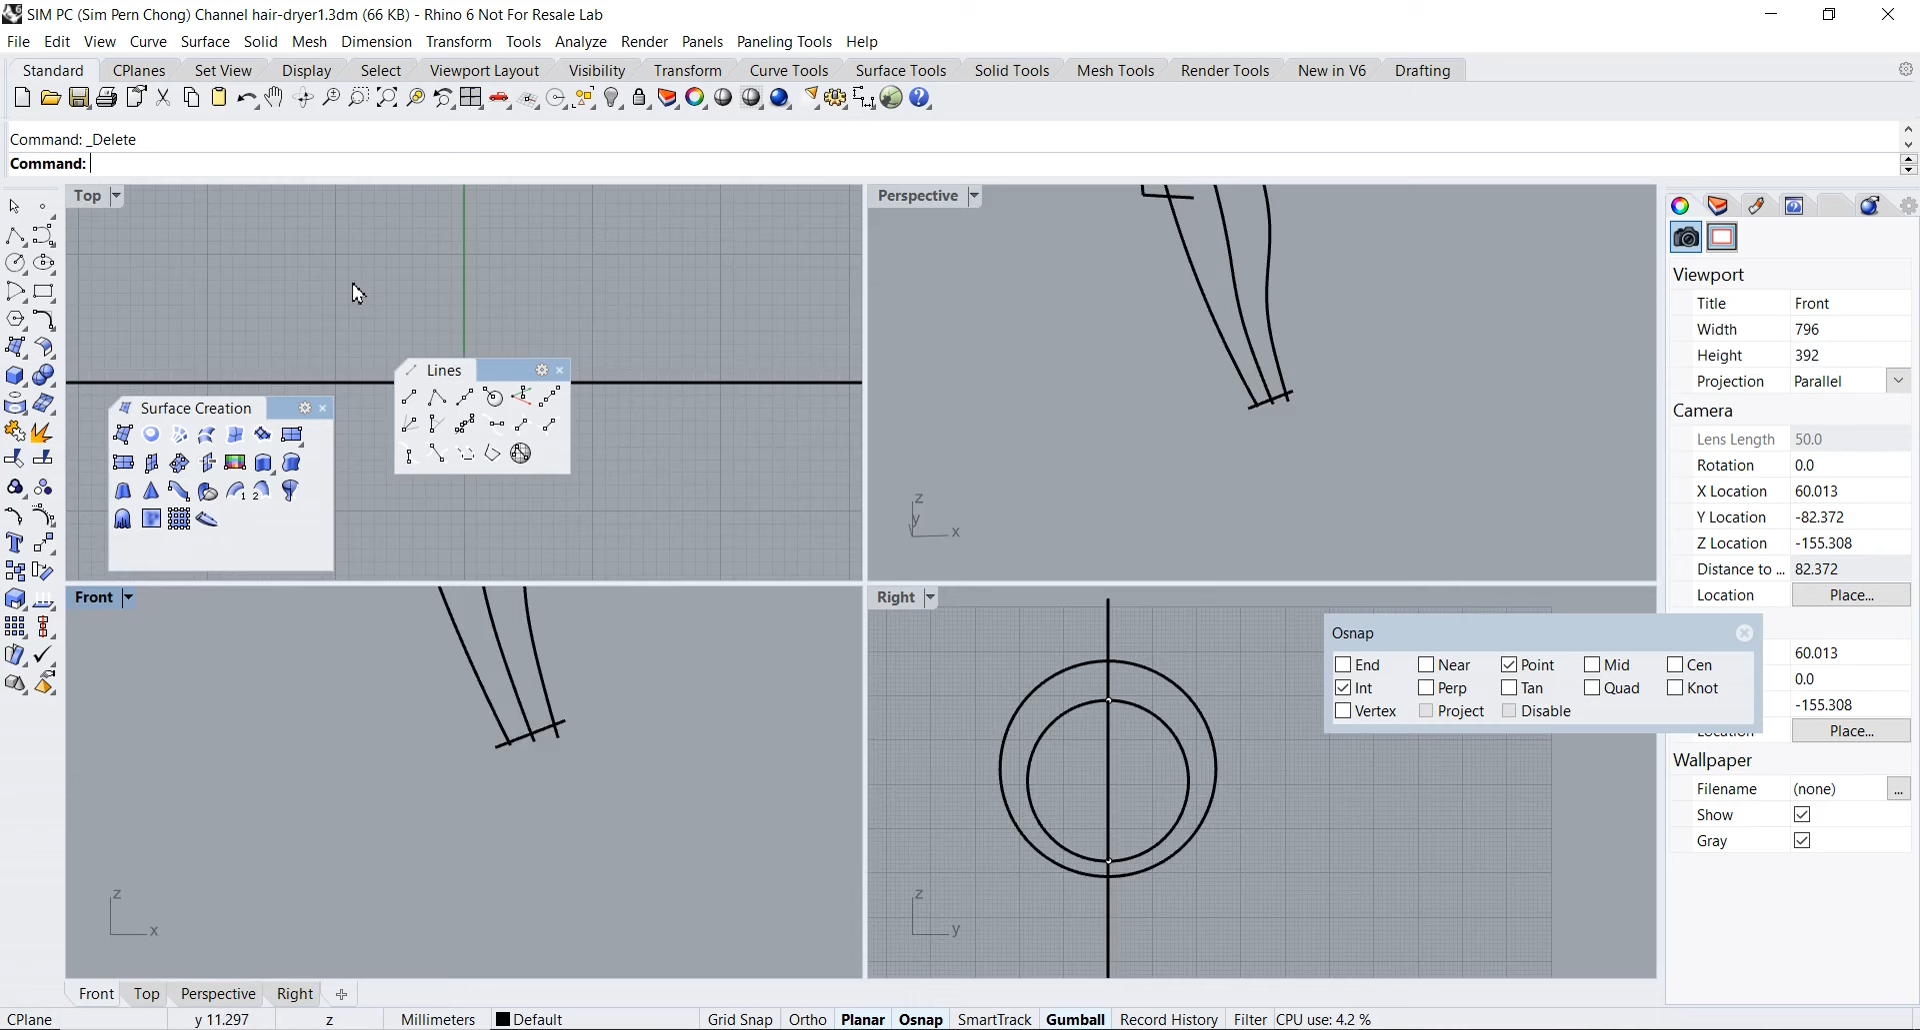 SIM PC (Sim Pern Chong) Channel hair-dryer1.3dm (66 KB) - Rhino 6 Not For Resale Lab
File Edit View Curve Surface Solid Mesh Dimension Transform Tools Analyze Render Panels Paneling Tools Help
Standard CPlanes Set View Display Select Viewport Layout Visibility Transform Curve Tools Surface Tools Solid Tools Mesh Tools Render Tools New in V6 Drafting
Command: _Delete
Command:
Top
Perspective
Viewport
Title Front
Width 796
Height 392
Projection Parallel
Camera
Lens Length 50.0
Rotation 0.0
X Location 60.013
Y Location -82.372
Z Location -155.308
Distance to ... 82.372
Location Place...
Lines
Surface Creation
1 2
z
y
x
Front
Right
Osnap
End Near Point Mid Cen
Int Perp Tan Quad Knot
Vertex Project Disable
60.013
0.0
-155.308
Location Place...
Wallpaper
Filename (none) ...
Show
Gray
z
x
z
y
Front Top Perspective Right
CPlane y 11.297 z Millimeters Default Grid Snap Ortho Planar Osnap SmartTrack Gumball Record History Filter CPU use: 4.2 %